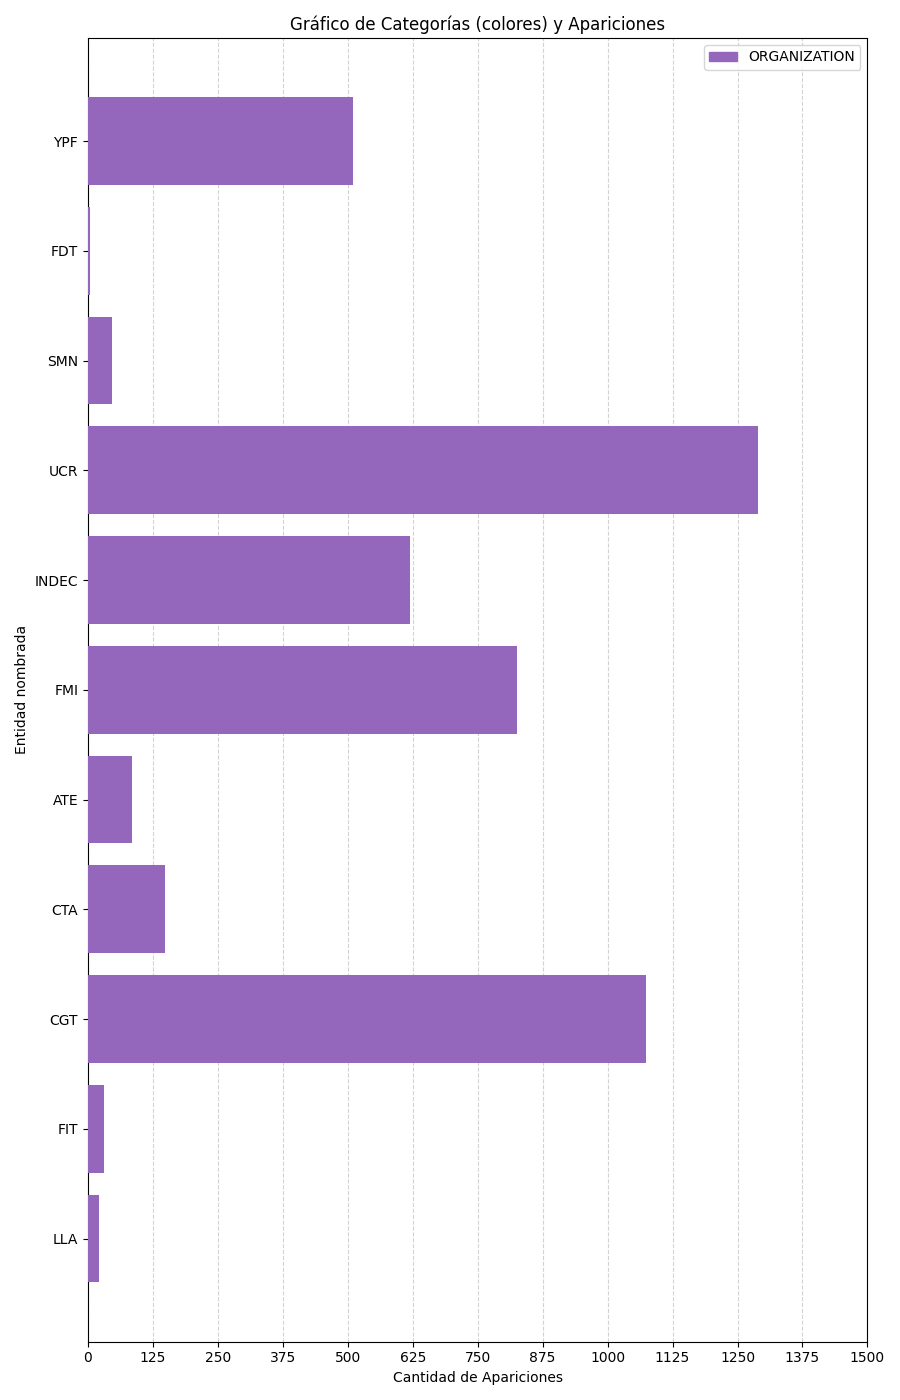 Gráfico de Categorías (colores) y Apariciones
ORGANIZATION
YPF
FDT
SMN
UCR
INDEC
FMI
ATE
CTA
CGT
FIT
LLA
Entidad nombrada
0 125 250 375 500 625 750 875 1000 1125 1250 1375 1500
Cantidad de Apariciones